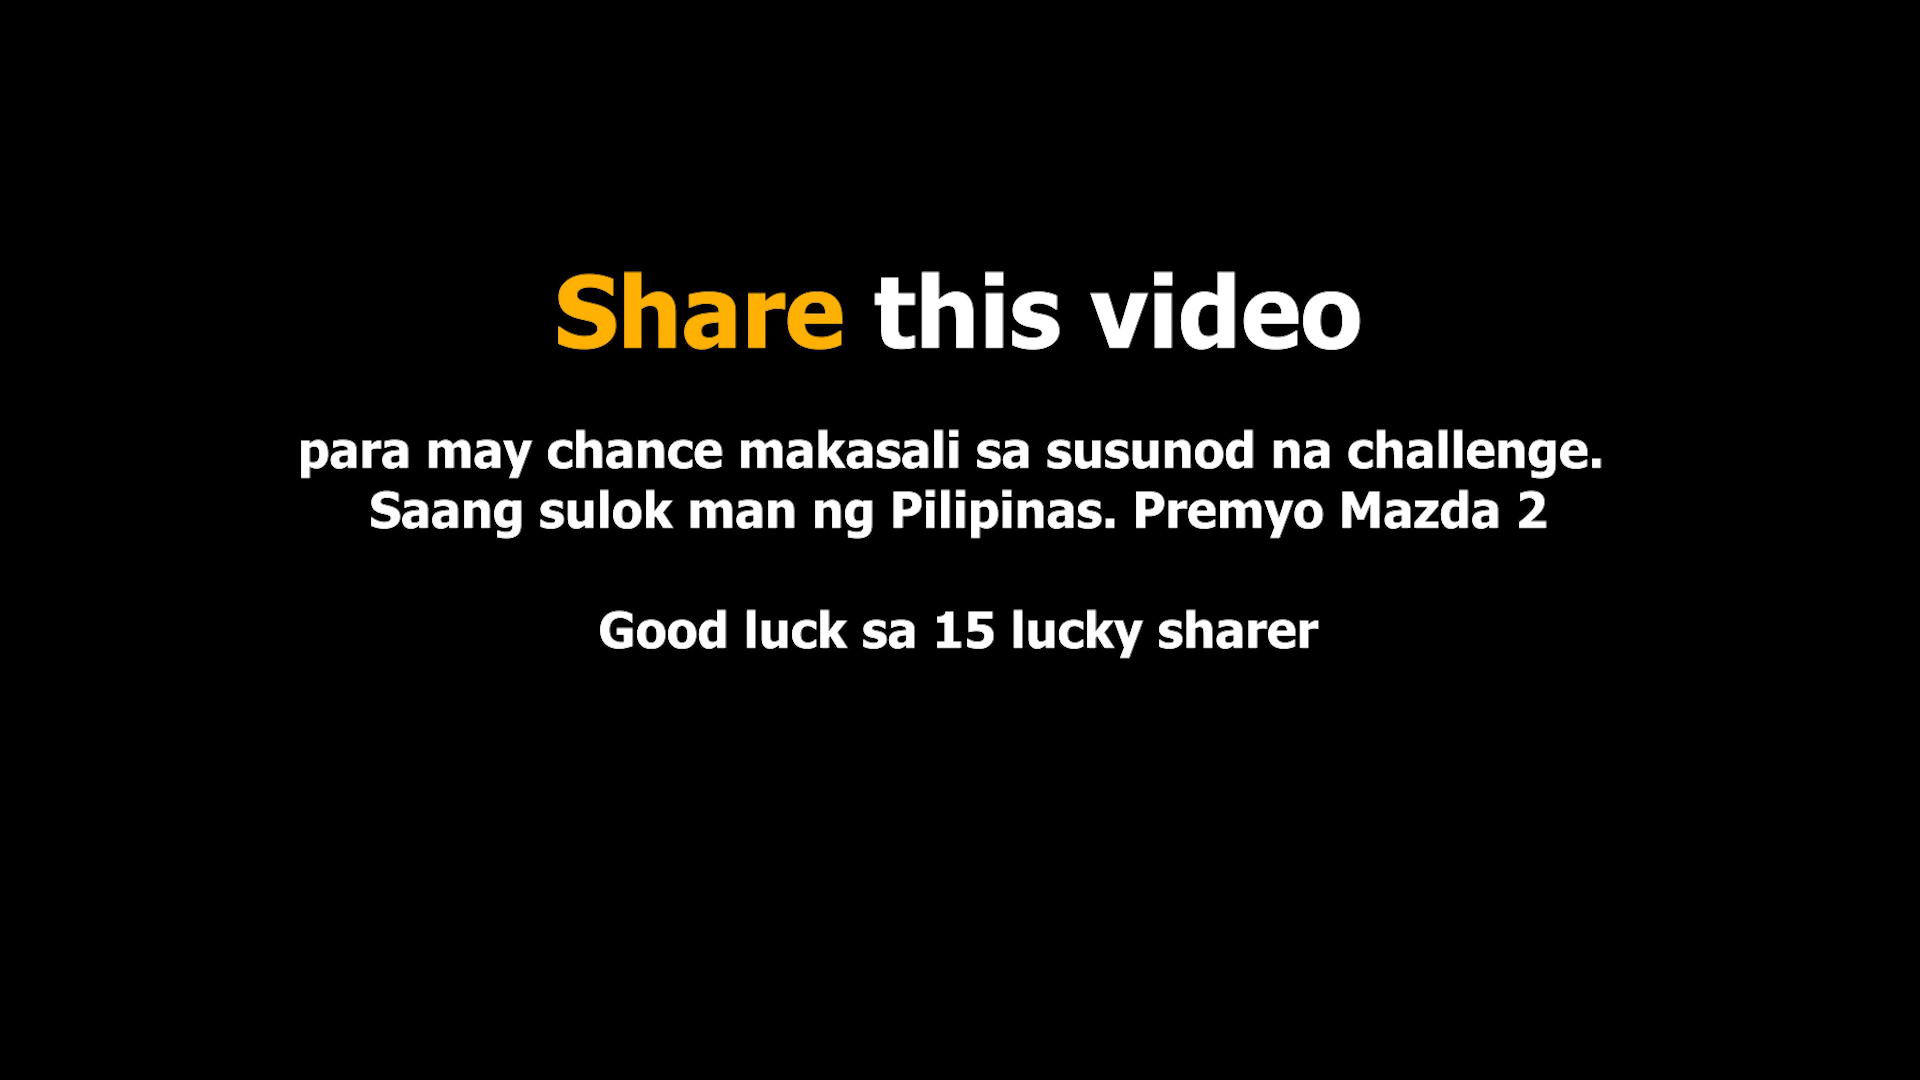 Share this video
para may chance makasali sa susunod na challenge.
Saang sulok man ng Pilipinas. Premyo Mazda 2
Good luck sa 15 lucky sharer